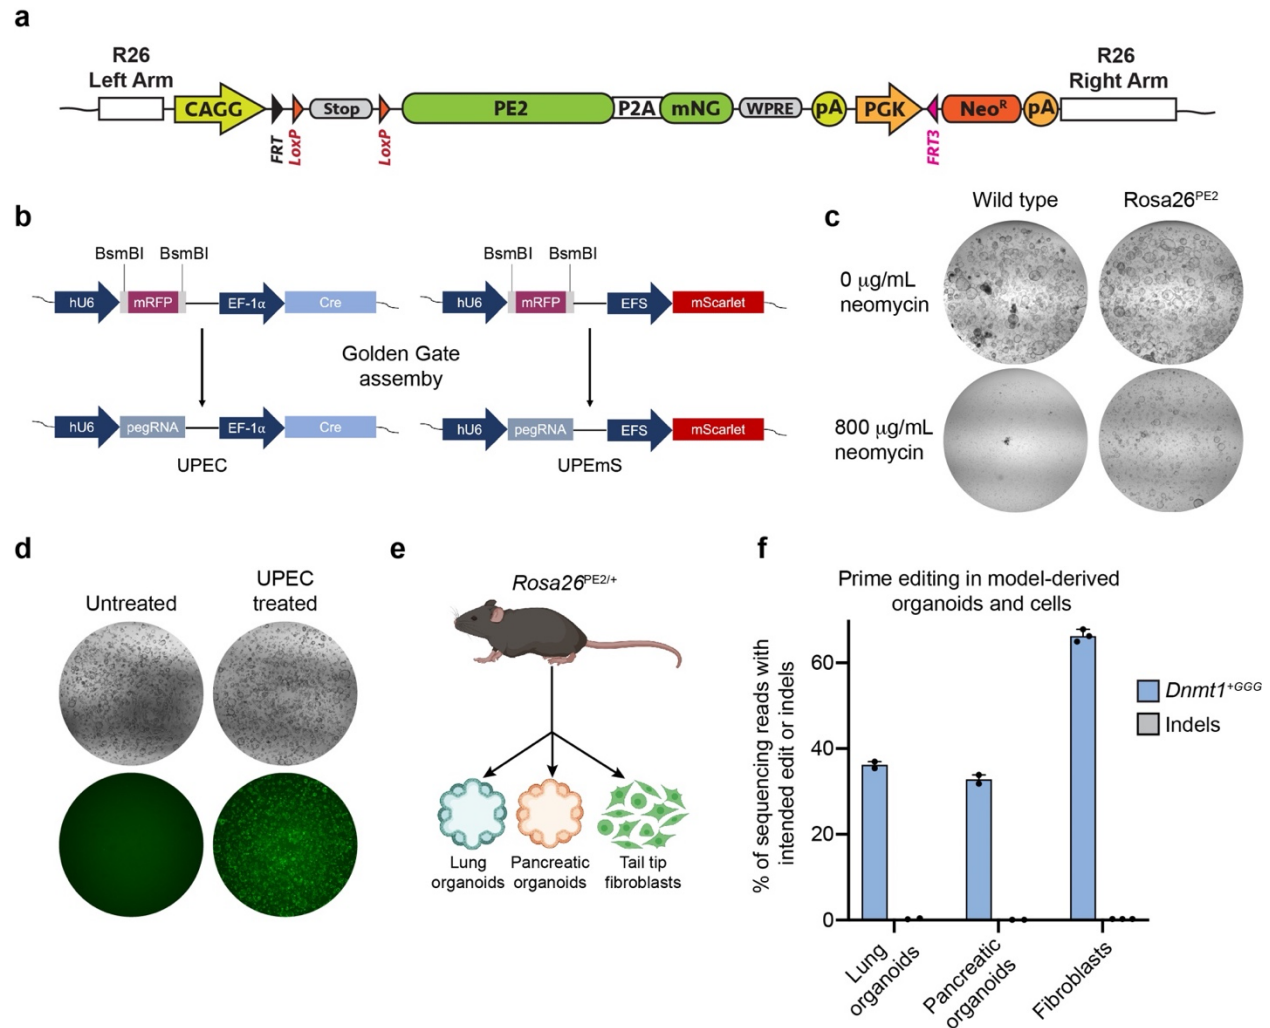 a
R26
Left Arm
R26
Right Arm
CAGG
Stop
PE2
P2A
mNG
WPRE
pA
PGK
Neoᴿ
pA
FRT
LoxP
LoxP
FRT3
b
BsmBI
BsmBI
BsmBI
BsmBI
hU6
mRFP
EF-1α
Cre
hU6
mRFP
EFS
mScarlet
Golden Gate
assemby
hU6
pegRNA
EF-1α
Cre
hU6
pegRNA
EFS
mScarlet
UPEC
UPEmS
c
Wild type
Rosa26ᴾᴱ²
0 µg/mL
neomycin
800 µg/mL
neomycin
d
Untreated
UPEC
treated
e
Rosa26ᴾᴱ²/⁺
Lung
organoids
Pancreatic
organoids
Tail tip
fibroblasts
f
Prime editing in model-derived
organoids and cells
% of sequencing reads with
intended edit or indels
60
40
20
0
Lung
organoids
Pancreatic
organoids
Fibroblasts
Dnmt1⁺ᴳᴳᴳ
Indels